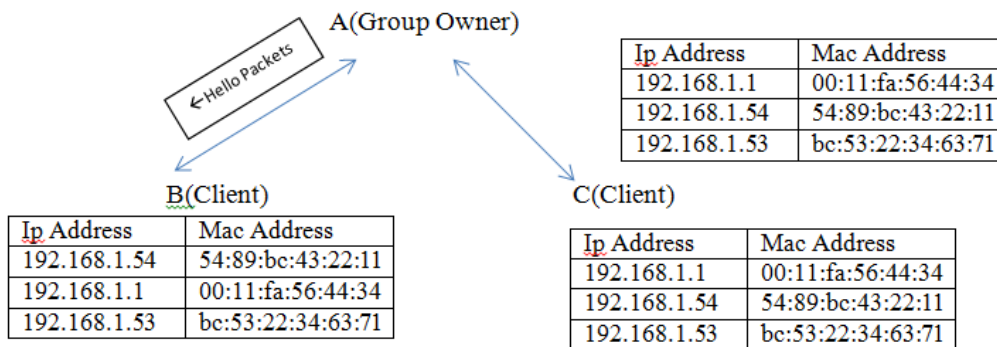 A(Group Owner)
←Hello Packets
Ip Address Mac Address
192.168.1.1 00:11:fa:56:44:34
192.168.1.54 54:89:bc:43:22:11
192.168.1.53 bc:53:22:34:63:71
B(Client)
Ip Address Mac Address
192.168.1.54 54:89:bc:43:22:11
192.168.1.1 00:11:fa:56:44:34
192.168.1.53 bc:53:22:34:63:71
C(Client)
Ip Address Mac Address
192.168.1.1 00:11:fa:56:44:34
192.168.1.54 54:89:bc:43:22:11
192.168.1.53 bc:53:22:34:63:71